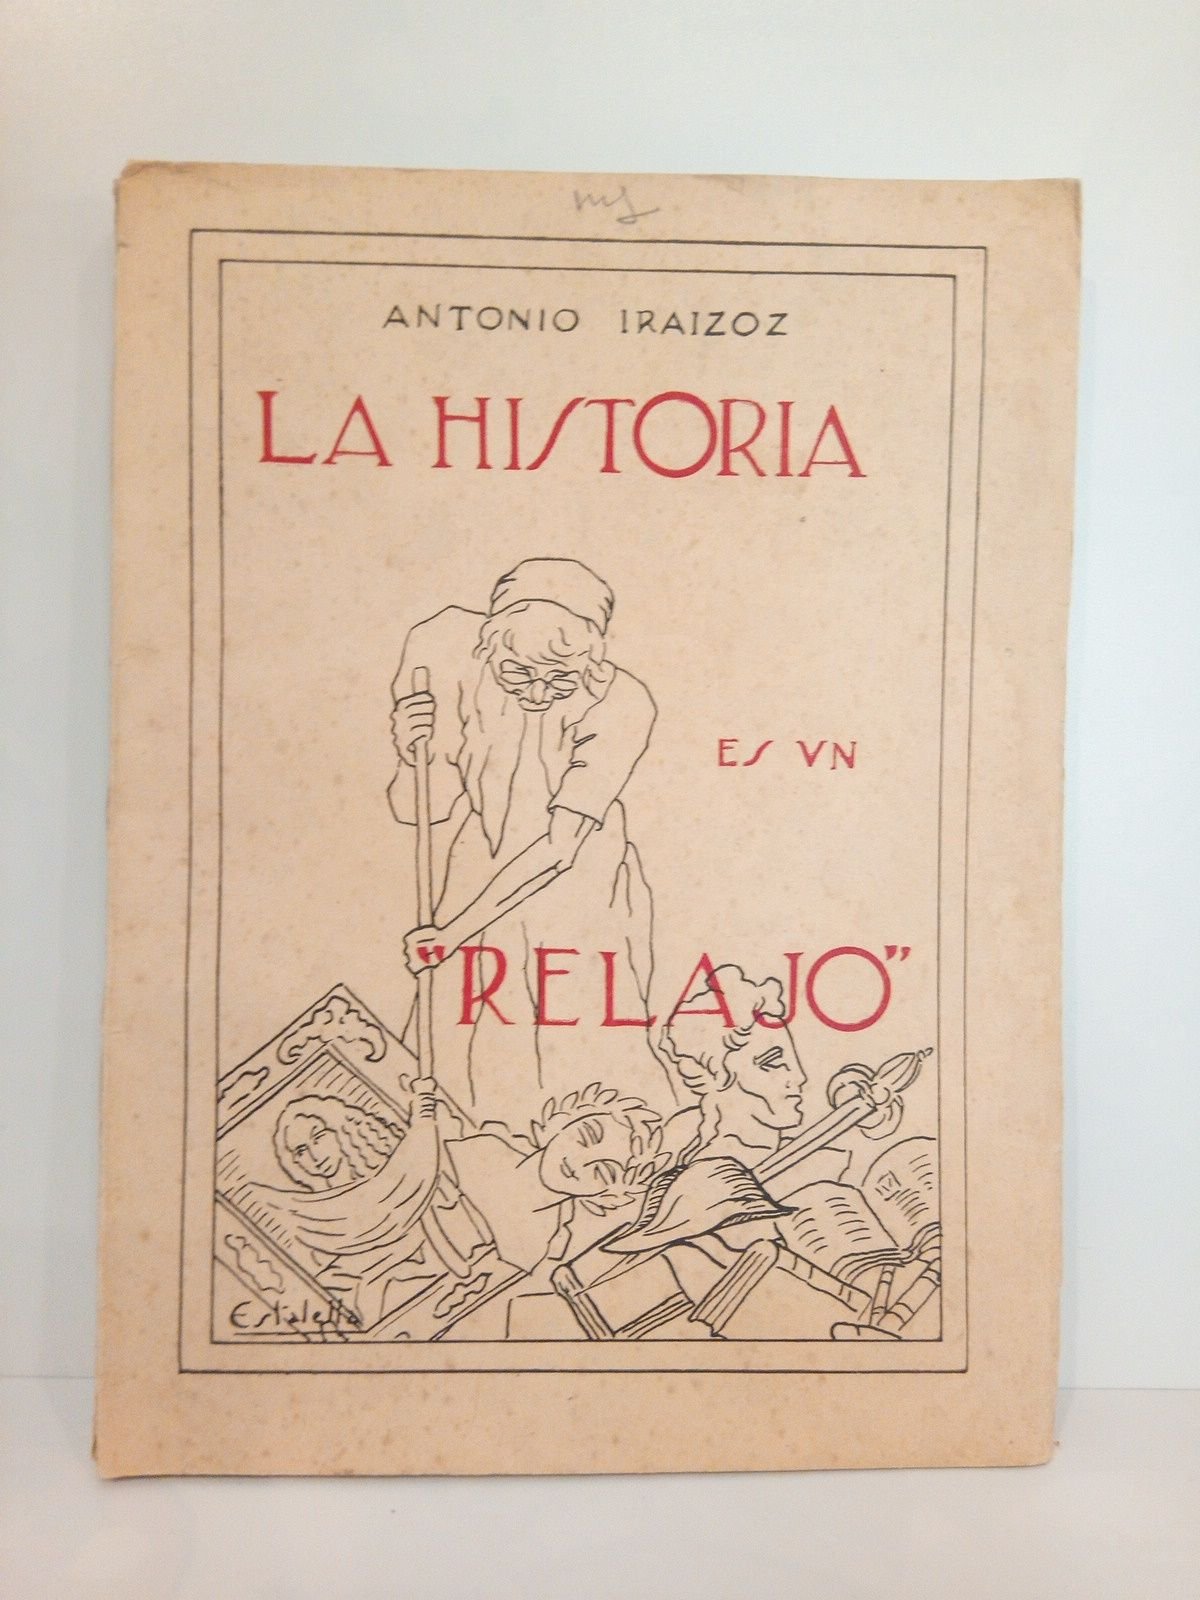 ANTONIO IRAIZOZ
LA HISTORIA
ES VN
"RELAJO"